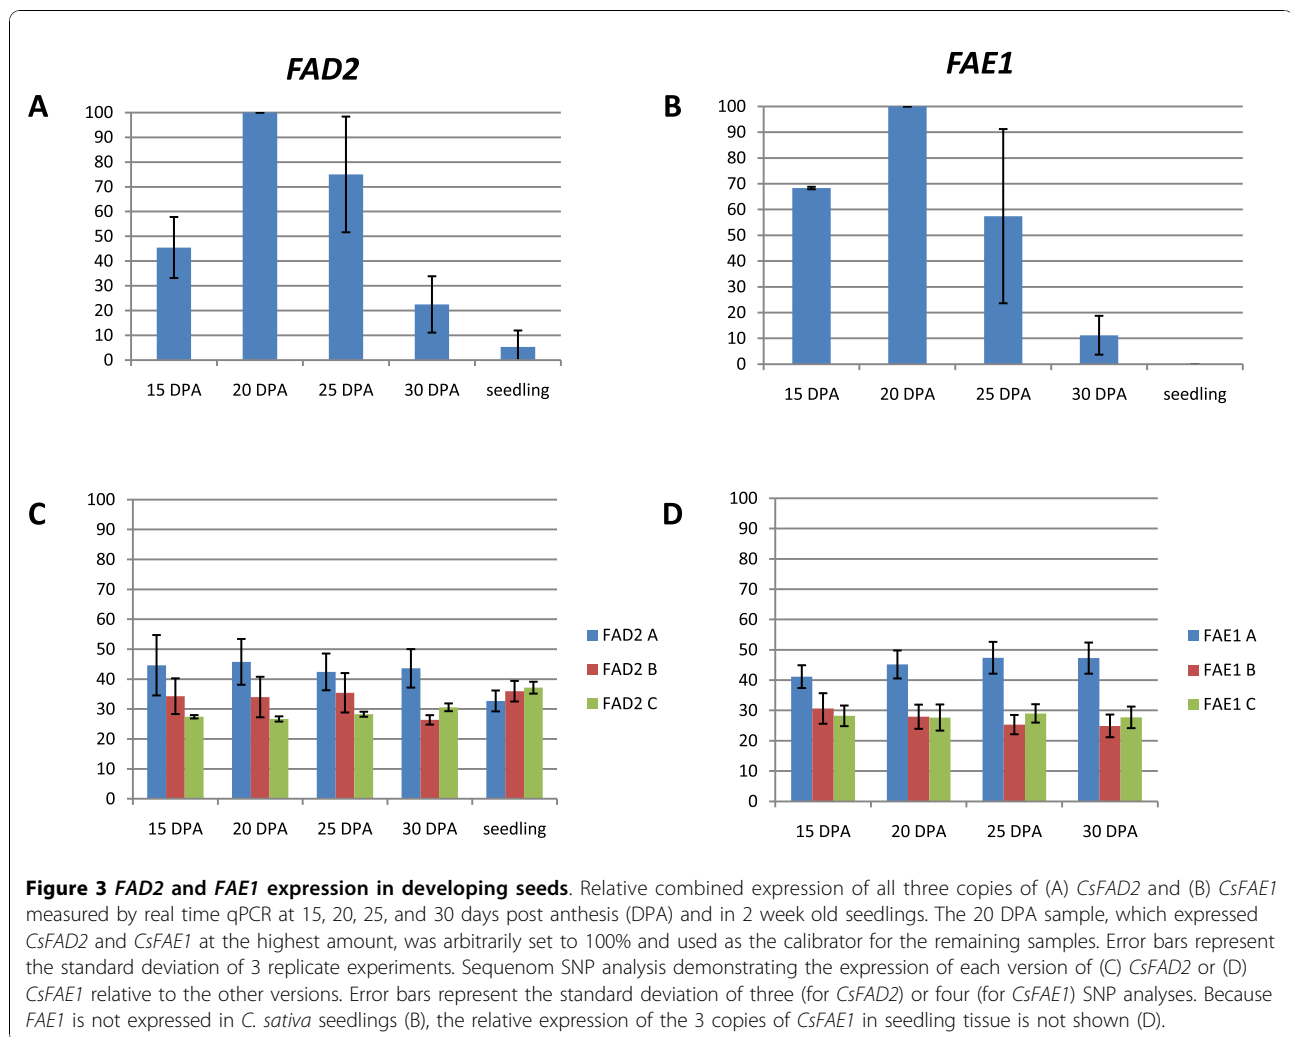 FAD2
FAE1
A
100
90
80
70
60
50
40
30
20
10
0
15 DPA 20 DPA 25 DPA 30 DPA seedling
B
100
90
80
70
60
50
40
30
20
10
0
15 DPA 20 DPA 25 DPA 30 DPA seedling
C
100
90
80
70
60
50
40
30
20
10
0
15 DPA 20 DPA 25 DPA 30 DPA seedling
FAD2 A
FAD2 B
FAD2 C
D
100
90
80
70
60
50
40
30
20
10
0
15 DPA 20 DPA 25 DPA 30 DPA
FAE1 A
FAE1 B
FAE1 C
Figure 3 FAD2 and FAE1 expression in developing seeds. Relative combined expression of all three copies of (A) CsFAD2 and (B) CsFAE1
measured by real time qPCR at 15, 20, 25, and 30 days post anthesis (DPA) and in 2 week old seedlings. The 20 DPA sample, which expressed
CsFAD2 and CsFAE1 at the highest amount, was arbitrarily set to 100% and used as the calibrator for the remaining samples. Error bars represent
the standard deviation of 3 replicate experiments. Sequenom SNP analysis demonstrating the expression of each version of (C) CsFAD2 or (D)
CsFAE1 relative to the other versions. Error bars represent the standard deviation of three (for CsFAD2) or four (for CsFAE1) SNP analyses. Because
FAE1 is not expressed in C. sativa seedlings (B), the relative expression of the 3 copies of CsFAE1 in seedling tissue is not shown (D).